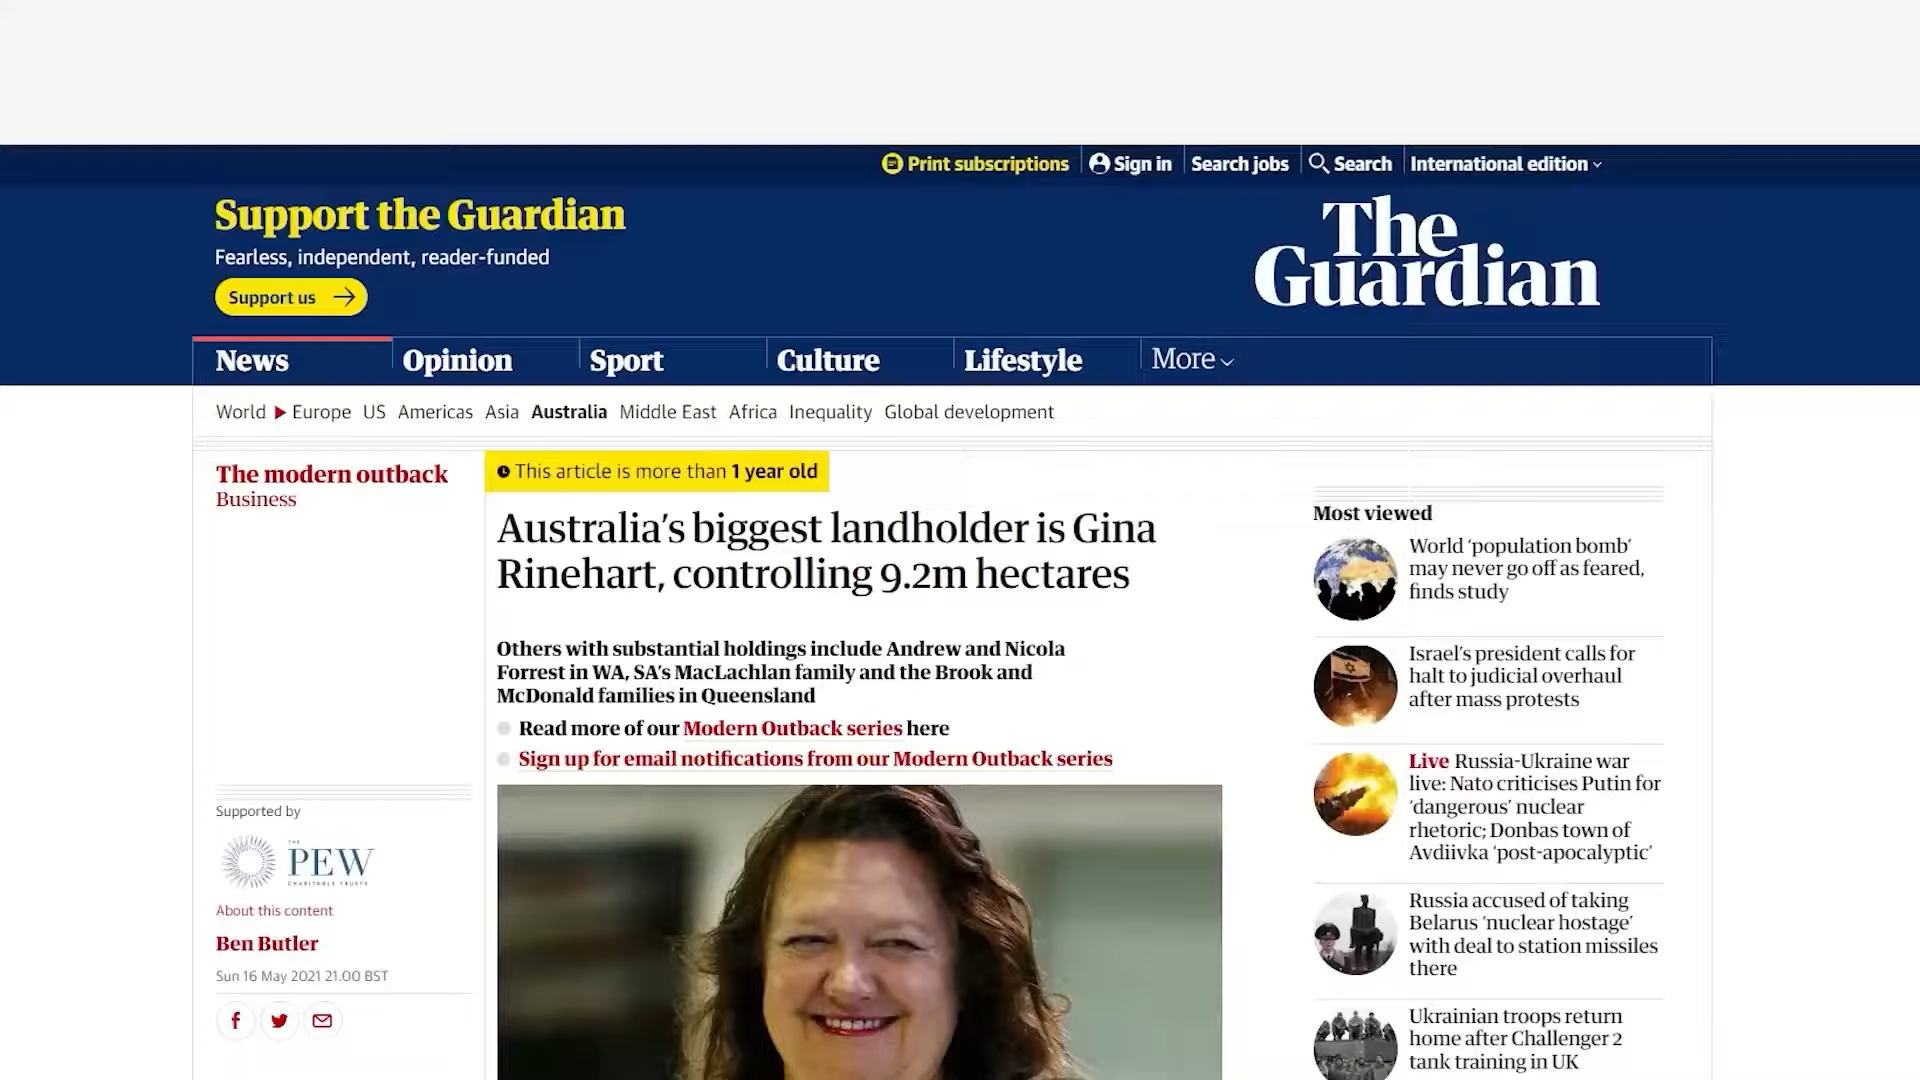 Print subscriptions
Sign in
Search jobs
Search
International edition
Support the Guardian
Fearless, independent, reader-funded
Support us
The
Guardian
News
Opinion
Sport
Culture
Lifestyle
More
World
Europe
US
Americas
Asia
Australia
Middle East
Africa
Inequality
Global development
The modern outback
Business
This article is more than 1 year old
Australia's biggest landholder is Gina
Rinehart, controlling 9.2m hectares
Others with substantial holdings include Andrew and Nicola
Forrest in WA, SA's MacLachlan family and the Brook and
McDonald families in Queensland
Read more of our Modern Outback series here
Sign up for email notifications from our Modern Outback series
Supported by
THE
PEW
CHARITABLE TRUSTS
About this content
Ben Butler
Sun 16 May 2021 21.00 BST
Most viewed
World ‘population bomb’
may never go off as feared,
finds study
Israel’s president calls for
halt to judicial overhaul
after mass protests
Live Russia-Ukraine war
live: Nato criticises Putin for
‘dangerous’ nuclear
rhetoric; Donbas town of
Avdiivka ‘post-apocalyptic’
Russia accused of taking
Belarus ‘nuclear hostage’
with deal to station missiles
there
Ukrainian troops return
home after Challenger 2
tank training in UK